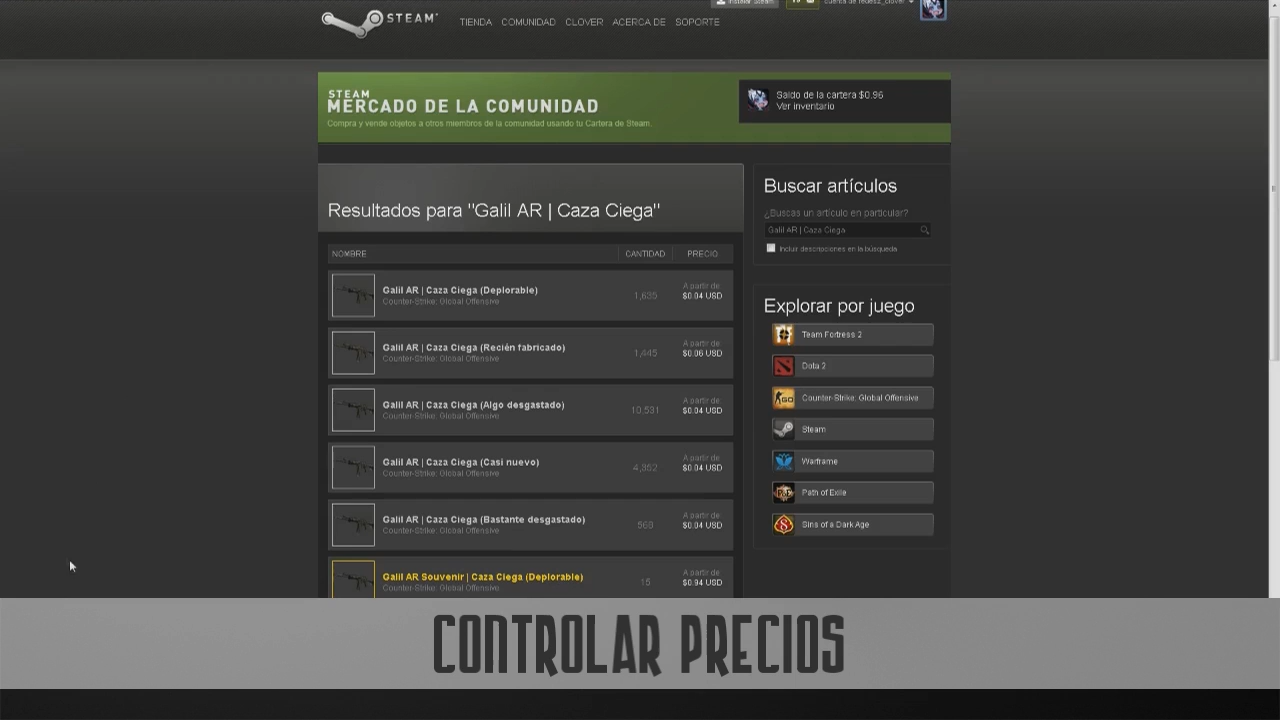 Instalar Steam
cuenta de redesz_clover
STEAM
TIENDA COMUNIDAD CLOVER ACERCA DE SOPORTE
STEAM
MERCADO DE LA COMUNIDAD
Compra y vende objetos a otros miembros de la comunidad usando tu Cartera de Steam.
Saldo de la cartera $0.96
Ver inventario
Resultados para "Galil AR | Caza Ciega"
NOMBRE CANTIDAD PRECIO
Galil AR | Caza Ciega (Deplorable)
Counter-Strike: Global Offensive
1,635
A partir de
$0.04 USD
Galil AR | Caza Ciega (Recién fabricado)
Counter-Strike: Global Offensive
1,445
A partir de
$0.06 USD
Galil AR | Caza Ciega (Algo desgastado)
Counter-Strike: Global Offensive
10,531
A partir de
$0.04 USD
Galil AR | Caza Ciega (Casi nuevo)
Counter-Strike: Global Offensive
4,352
A partir de
$0.04 USD
Galil AR | Caza Ciega (Bastante desgastado)
Counter-Strike: Global Offensive
568
A partir de
$0.04 USD
Galil AR Souvenir | Caza Ciega (Deplorable)
Counter-Strike: Global Offensive
15
A partir de
$0.94 USD
Buscar artículos
¿Buscas un artículo en particular?
Galil AR | Caza Ciega
Incluir descripciones en la búsqueda
Explorar por juego
Team Fortress 2
Dota 2
Counter-Strike: Global Offensive
Steam
Warframe
Path of Exile
Sins of a Dark Age
CONTROLAR PRECIOS